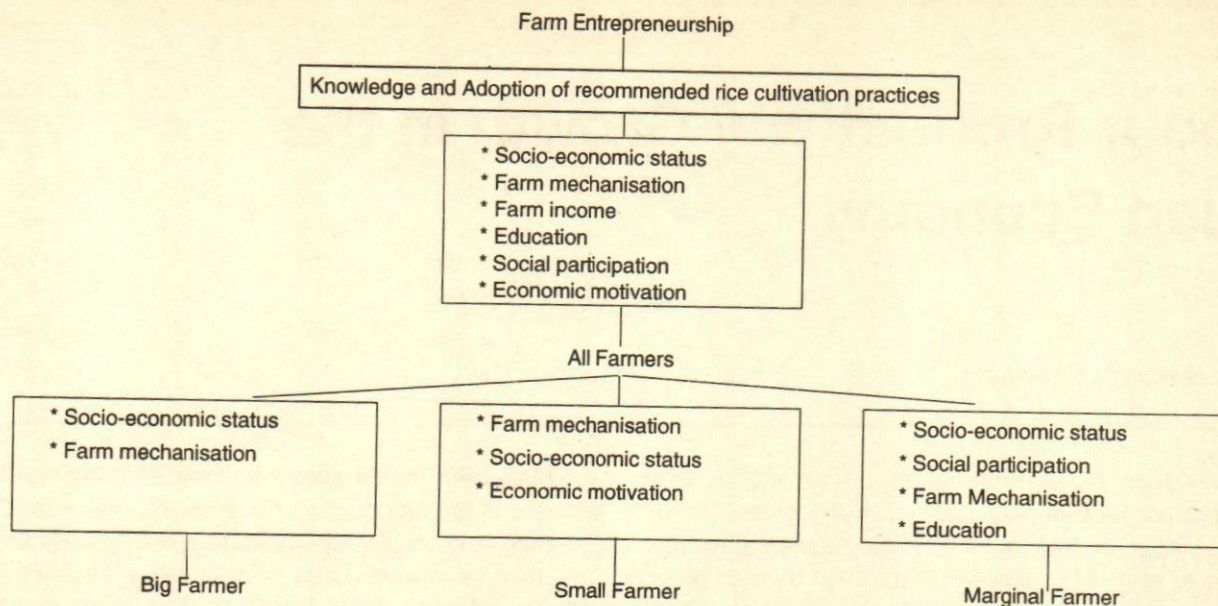 Farm Entrepreneurship
Knowledge and Adoption of recommended rice cultivation practices
* Socio-economic status
* Farm mechanisation
* Farm income
* Education
* Social participation
* Economic motivation
All Farmers
* Socio-economic status
* Farm mechanisation
Big Farmer
* Farm mechanisation
* Socio-economic status
* Economic motivation
Small Farmer
* Socio-economic status
* Social participation
* Farm Mechanisation
* Education
Marginal Farmer